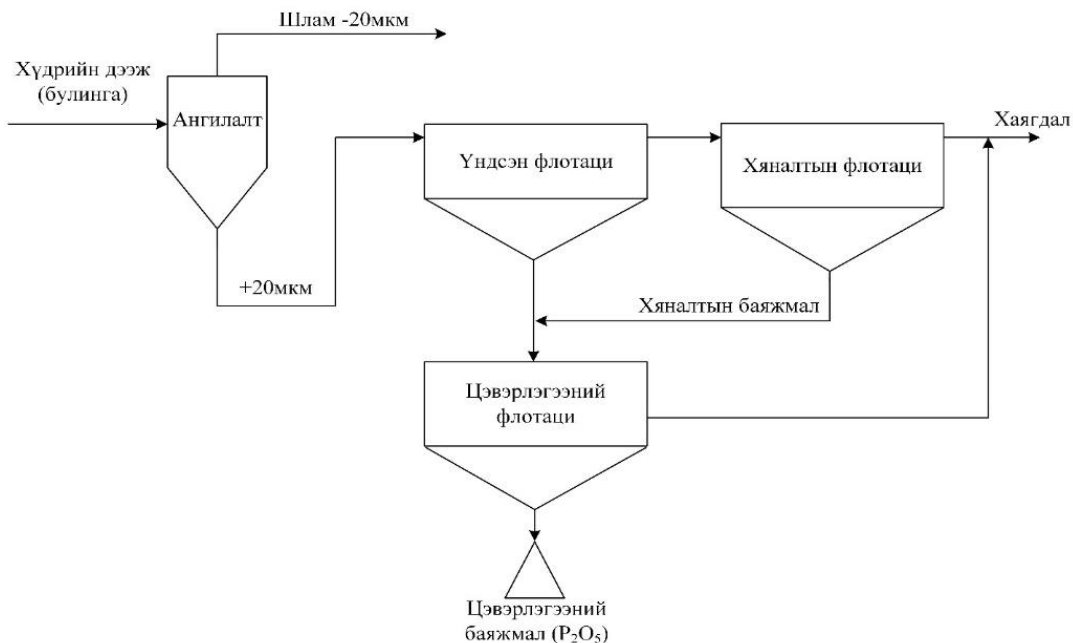 Шлам -20мкм
Хүдрийн дээж
(булинга)
Ангилалт
Хаягдал
Үндсэн флотаци
Хяналтын флотаци
+20мкм
Хяналтын баяжмал
Цэвэрлэгээний
флотаци
Цэвэрлэгээний
баяжмал (P₂O₅)